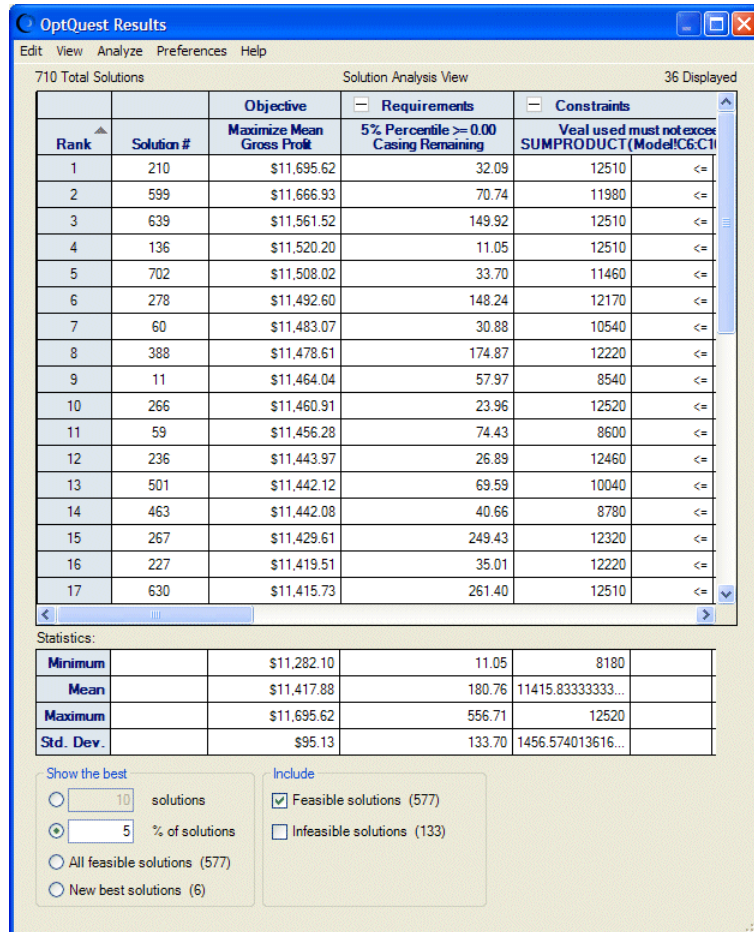 OptQuest Results
Edit View Analyze Preferences Help
710 Total Solutions Solution Analysis View 36 Displayed
Objective Requirements Constraints
Rank Solution # Maximize Mean Gross Profit 5% Percentile >= 0.00 Casing Remaining Veal used must not excee SUMPRODUCT(Model!C6:C1
1 210 $11,695.62 32.09 12510 <=
2 599 $11,666.93 70.74 11980 <=
3 639 $11,561.52 149.92 12510 <=
4 136 $11,520.20 11.05 12510 <=
5 702 $11,508.02 33.70 11460 <=
6 278 $11,492.60 148.24 12170 <=
7 60 $11,483.07 30.88 10540 <=
8 388 $11,478.61 174.87 12220 <=
9 11 $11,464.04 57.97 8540 <=
10 266 $11,460.91 23.96 12520 <=
11 59 $11,456.28 74.43 8600 <=
12 236 $11,443.97 26.89 12460 <=
13 501 $11,442.12 69.59 10040 <=
14 463 $11,442.08 40.66 8780 <=
15 267 $11,429.61 249.43 12320 <=
16 227 $11,419.51 35.01 12220 <=
17 630 $11,415.73 261.40 12510 <=
Statistics:
Minimum $11,282.10 11.05 8180
Mean $11,417.88 180.76 11415.83333333...
Maximum $11,695.62 556.71 12520
Std. Dev. $95.13 133.70 1456.574013616...
Show the best Include
10 solutions Feasible solutions (577)
5 % of solutions Infeasible solutions (133)
All feasible solutions (577)
New best solutions (6)